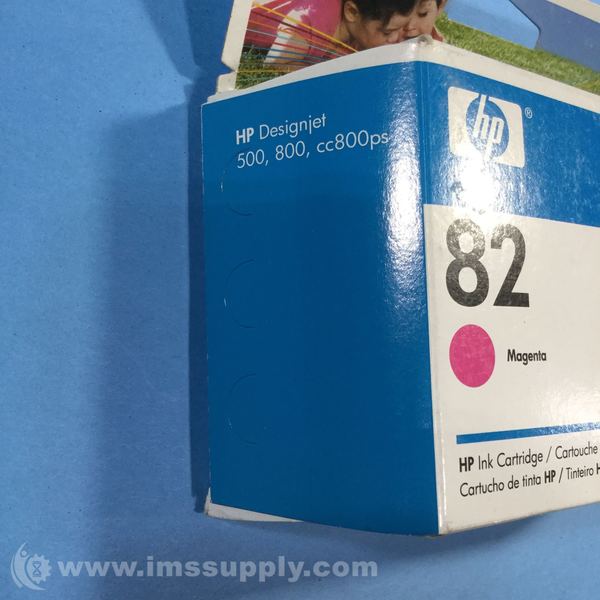 HP Designjet
500, 800, cc800ps
hp®
82
Magenta
HP Ink Cartridge / Cartouche
Cartucho de tinta HP / Tinteiro H
www.imssupply.com